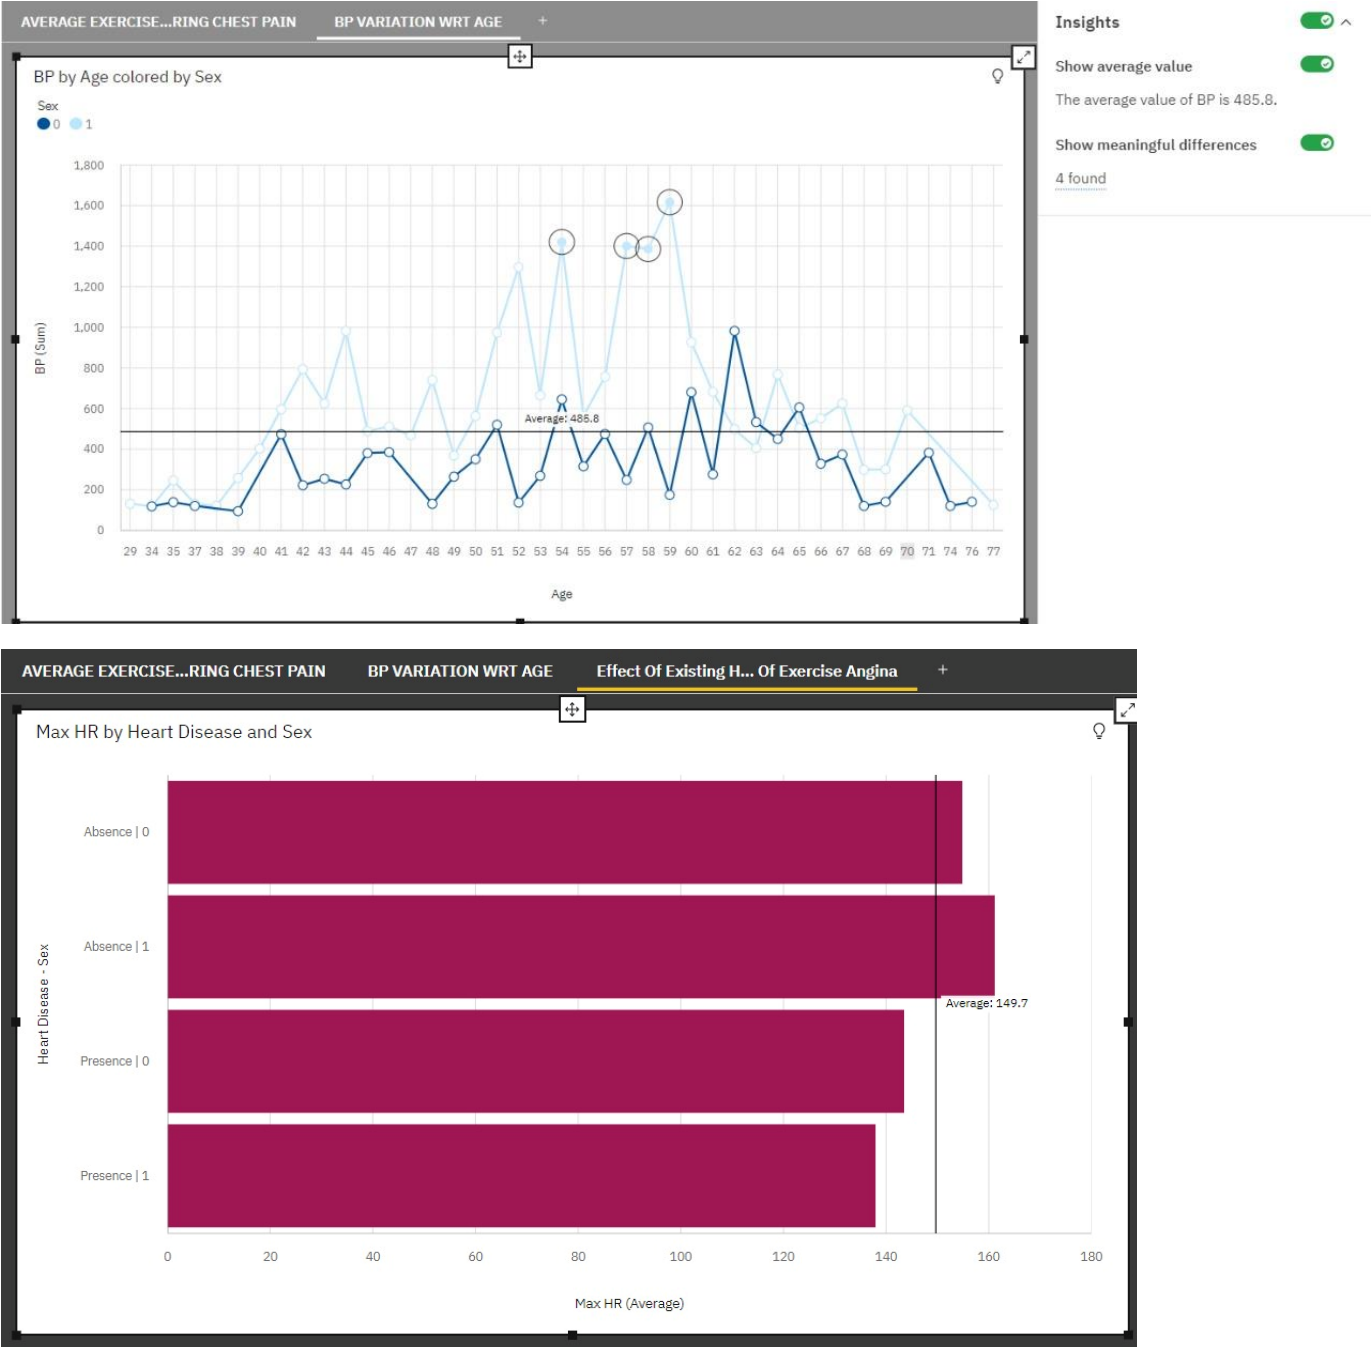 AVERAGE EXERCISE...RING CHEST PAIN BP VARIATION WRT AGE +
BP by Age colored by Sex
Sex
0 1
1,800
1,600
1,400
1,200
1,000
800
600
400
200
0
BP (Sum)
Average: 485.8
29 34 35 37 38 39 40 41 42 43 44 45 46 47 48 49 50 51 52 53 54 55 56 57 58 59 60 61 62 63 64 65 66 67 68 69 70 71 74 76 77
Age
Insights
Show average value
The average value of BP is 485.8.
Show meaningful differences
4 found
AVERAGE EXERCISE...RING CHEST PAIN BP VARIATION WRT AGE Effect Of Existing H... Of Exercise Angina +
Max HR by Heart Disease and Sex
Heart Disease - Sex
Absence | 0
Absence | 1
Average: 149.7
Presence | 0
Presence | 1
0 20 40 60 80 100 120 140 160 180
Max HR (Average)